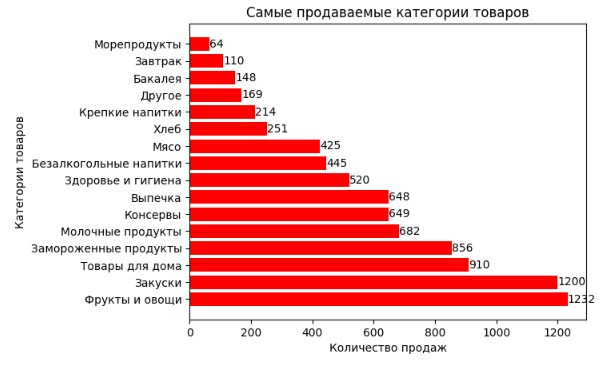 Самые продаваемые категории товаров
Морепродукты 64
Завтрак 110
Бакалея 148
Другое 169
Крепкие напитки 214
Хлеб 251
Мясо 425
Безалкогольные напитки 445
Здоровье и гигиена 520
Выпечка 648
Консервы 649
Молочные продукты 682
Замороженные продукты 856
Товары для дома 910
Закуски 1200
Фрукты и овощи 1232
Категории товаров
0 200 400 600 800 1000 1200
Количество продаж